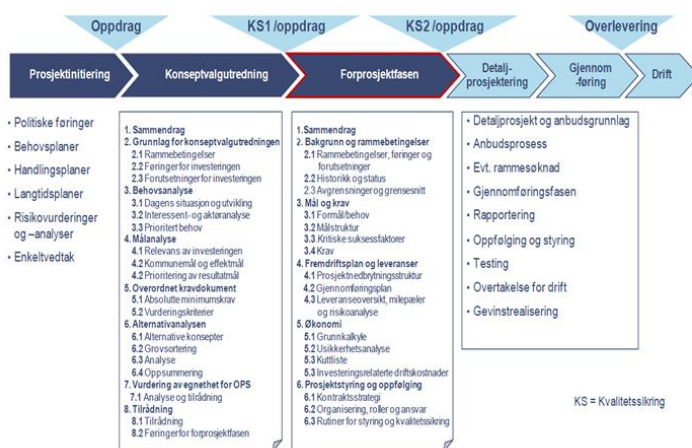 Oppdrag
KS1/oppdrag
KS2/oppdrag
Overlevering
Prosjektinitiering
Konseptvalgutredning
Forprosjektfasen
Detalj-
prosjektering
Gjennom
-føring
Drift
• Politiske føringer
• Behovsplaner
• Handlingsplaner
• Langtidsplaner
• Risikovurderinger
og –analyser
• Enkeltvedtak
1. Sammendrag
2. Grunnlag for konseptvalgutredningen
2.1 Rammebetingelser
2.2 Føringer for investeringen
2.3 Forutsetninger for investeringen
3. Behovsanalyse
3.1 Dagens situasjon og utvikling
3.2 Interessent- og aktøranalyse
3.3 Prioritert behov
4. Målanalyse
4.1 Relevans av investeringen
4.2 Kommunemål og effektmål
4.2 Prioritering av resultatmål
5. Overordnet kravdokument
5.1 Absolutte minimumskrav
5.2 Vurderingskriterier
6. Alternativanalysen
6.1 Alternative konsepter
6.2 Grovsortering
6.3 Analyse
6.4 Oppsummering
7. Vurdering av egnethet for OPS
7.1 Analyse og tilrådning
8. Tilrådning
8.1 Tilrådning
8.2 Føringer for forprosjektfasen
1. Sammendrag
2. Bakgrunn og rammebetingelser
2.1 Rammebetingelser, føringer og
forutsetninger
2.2 Historikk og status
2.3 Avgrensninger og grensesnitt
3. Mål og krav
3.1 Formål/behov
3.2 Målstruktur
3.3. Kritiske suksessfaktorer
3.4 Krav
4. Fremdriftsplan og leveranser
4.1 Prosjektnedbrytningsstruktur
4.2 Gjennomføringsplan
4.3 Leveranseoversikt, milepæler
og risikoanalyse
5. Økonomi
5.1 Grunnkalkyle
5.2 Usikkerhetsanalyse
5.3 Kuttliste
5.3 Investeringsrelaterte driftskostnader
6. Prosjektstyring og oppfølging
6.1 Kontraktsstrategi
6.2 Organisering, roller og ansvar
6.3 Rutiner for styring og kvalitetssikring
• Detaljprosjekt og anbudsgrunnlag
• Anbudsprosess
• Evt. rammesøknad
• Gjennomføringsfasen
• Rapportering
• Oppfølging og styring
• Testing
• Overtakelse for drift
• Gevinstrealisering
KS = Kvalitetssikring